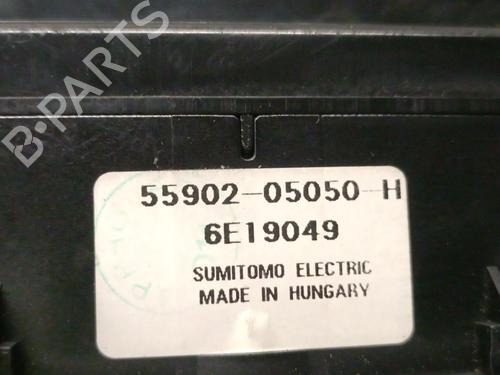 B-PARTS
55902-05050-H
6E19049
SUMITOMO ELECTRIC
MADE IN HUNGARY